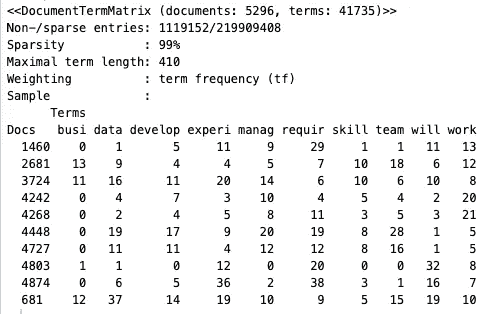 <<DocumentTermMatrix (documents: 5296, terms: 41735)>>
Non-/sparse entries: 1119152/219909408
Sparsity           : 99%
Maximal term length: 410
Weighting          : term frequency (tf)
Sample             :
      Terms
Docs   busi data develop experi manag requir skill team will work
  1460    0    1       5     11     9     29     1    1   11   13
  2681   13    9       4      4     5      7    10   18    6   12
  3724   11   16      11     20    14      6    10    6   10    8
  4242    0    4       7      3    10      4     5    4    2   20
  4268    0    2       4      5     8     11     3    5    3   21
  4448    0   19      17      9    20     19     8   28    1    5
  4727    0   11      11      4    12     12     8   16    1    5
  4803    1    1       0     12     0     20     0    0   32    8
  4874    0    6       5     36     2     38     3    1   16    7
  681    12   37      14     19    10      9     5   15   19   10